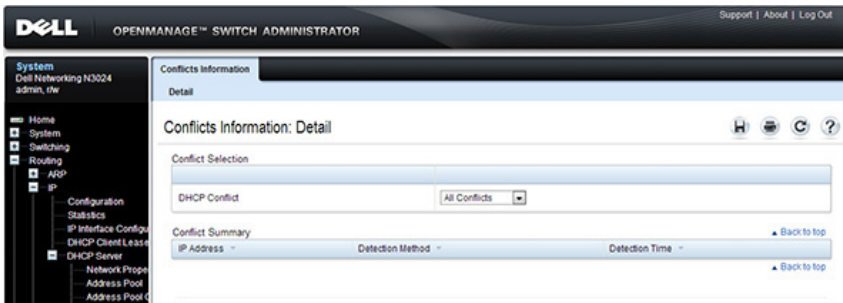 Support | About | Log Out
DELL
OPENMANAGE™ SWITCH ADMINISTRATOR
System
Dell Networking N3024
admin, r/w
Home
System
Switching
Routing
ARP
IP
Configuration
Statistics
IP Interface Configu
DHCP Client Lease
DHCP Server
Network Prope
Address Pool
Address Pool
Conflicts Information
Detail
Conflicts Information: Detail
Conflict Selection
DHCP Conflict All Conflicts
Conflict Summary Back to top
IP Address Detection Method Detection Time
Back to top